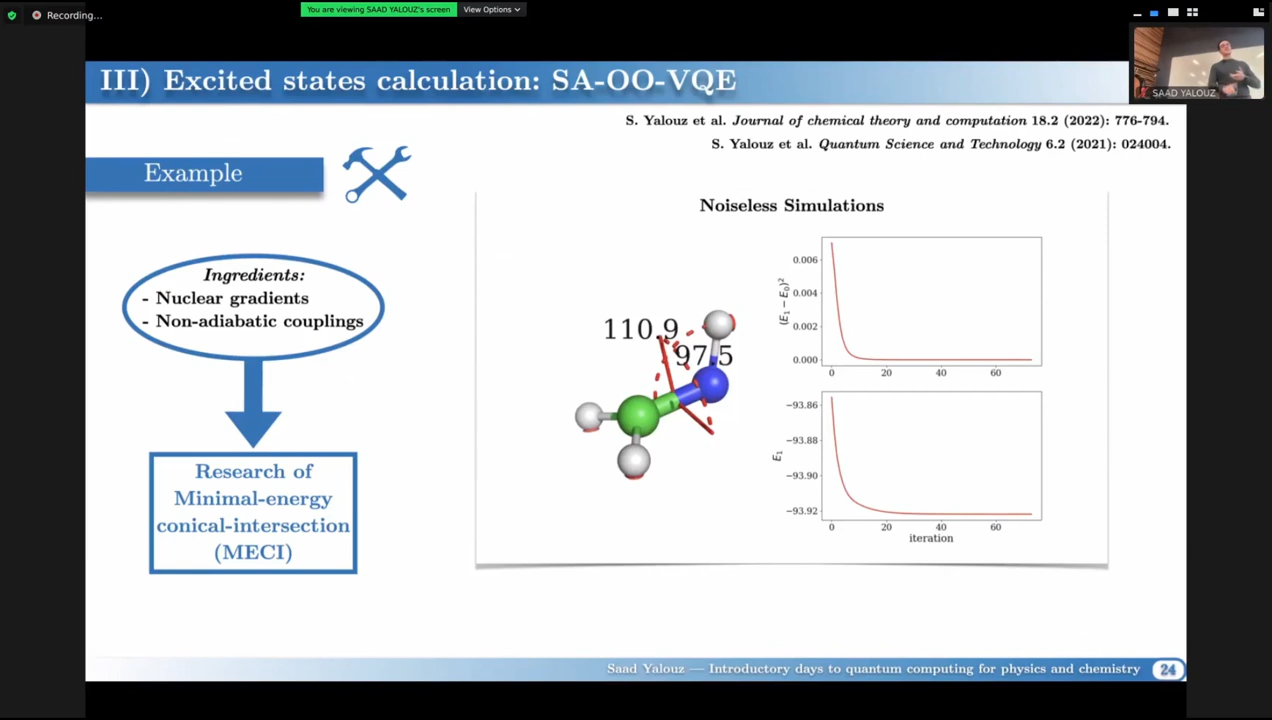 Recording...
You are viewing SAAD YALOUZ's screen
View Options
SAAD YALOUZ
III) Excited states calculation: SA-OO-VQE
S. Yalouz et al. Journal of chemical theory and computation 18.2 (2022): 776-794.
S. Yalouz et al. Quantum Science and Technology 6.2 (2021): 024004.
Example
Ingredients:
- Nuclear gradients
- Non-adiabatic couplings
Research of
Minimal-energy
conical-intersection
(MECI)
Noiseless Simulations
110.9
97.5
(E₁ − E₀)²
0.006
0.004
0.002
0.000
0 20 40 60
E₁
−93.86
−93.88
−93.90
−93.92
0 20 40 60
iteration
Saad Yalouz — Introductory days to quantum computing for physics and chemistry 24